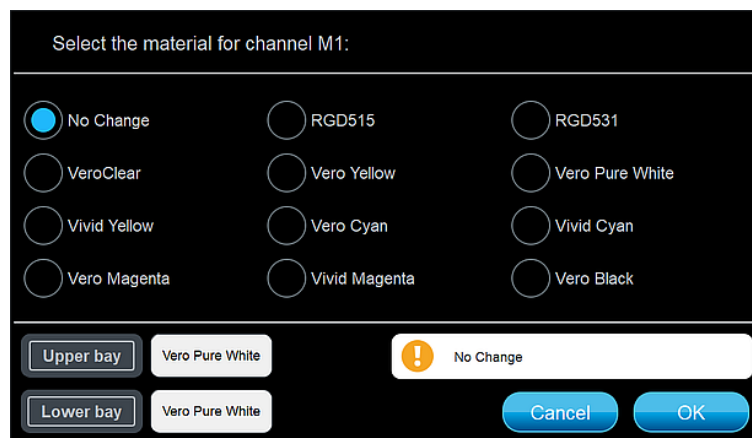 Select the material for channel M1:
No Change RGD515 RGD531
VeroClear Vero Yellow Vero Pure White
Vivid Yellow Vero Cyan Vivid Cyan
Vero Magenta Vivid Magenta Vero Black
Upper bay Vero Pure White ! No Change
Lower bay Vero Pure White Cancel OK